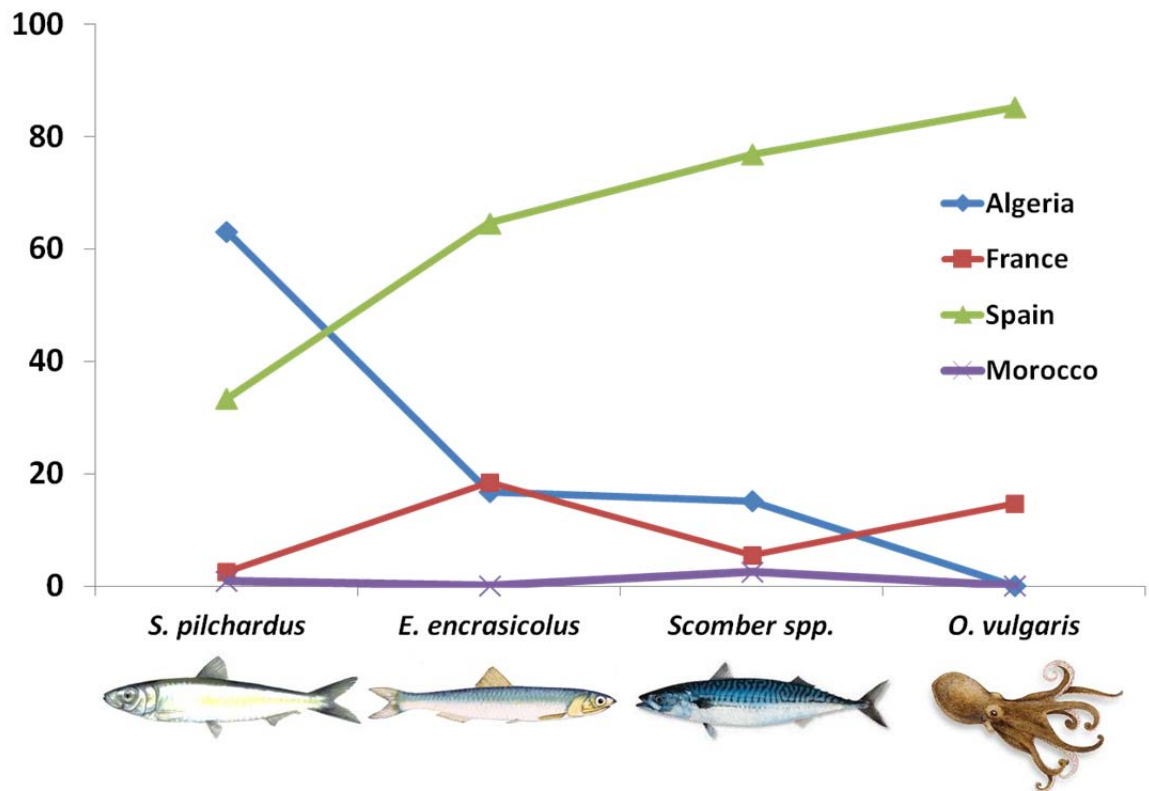 100
80
60
40
20
0
Algeria
France
Spain
Morocco
S. pilchardus E. encrasicolus Scomber spp. O. vulgaris